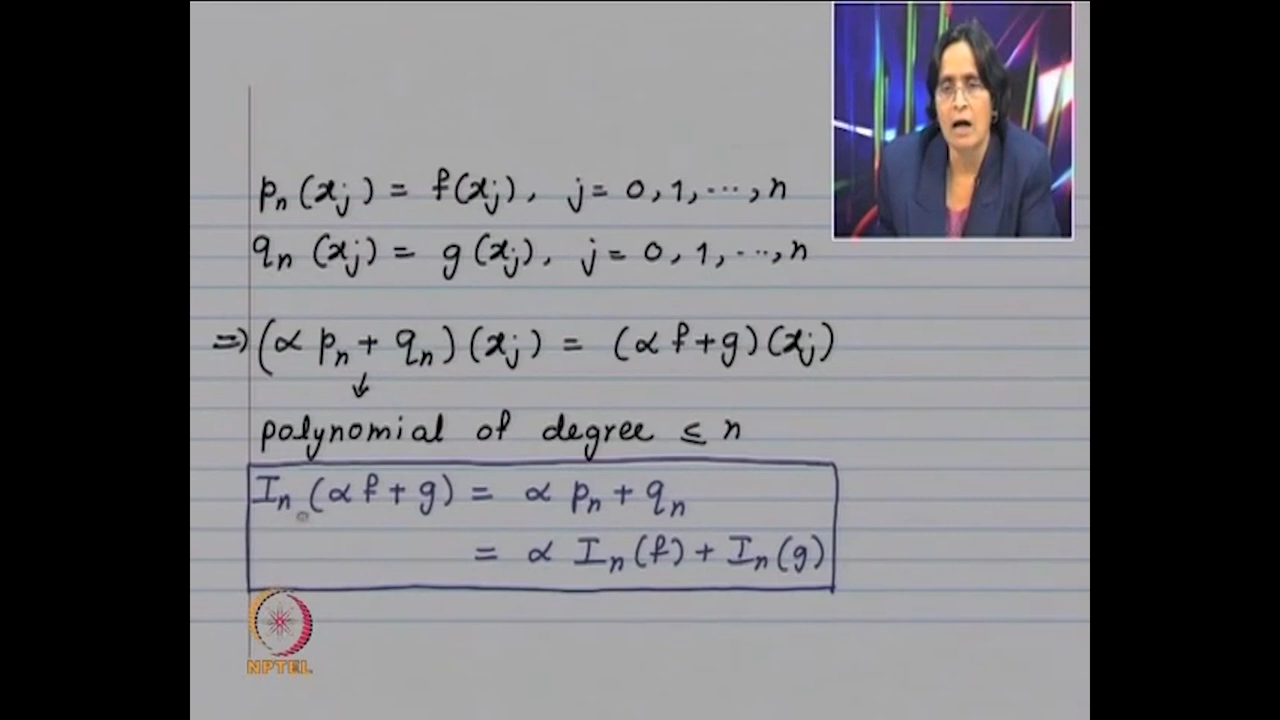 pₙ(xⱼ) = f(xⱼ), j = 0, 1, ..., n
qₙ(xⱼ) = g(xⱼ), j = 0, 1, ..., n
⇒ (α pₙ + qₙ)(xⱼ) = (α f + g)(xⱼ)
↓
polynomial of degree ≤ n
Iₙ(α f + g) = α pₙ + qₙ
= α Iₙ(f) + Iₙ(g)
NPTEL